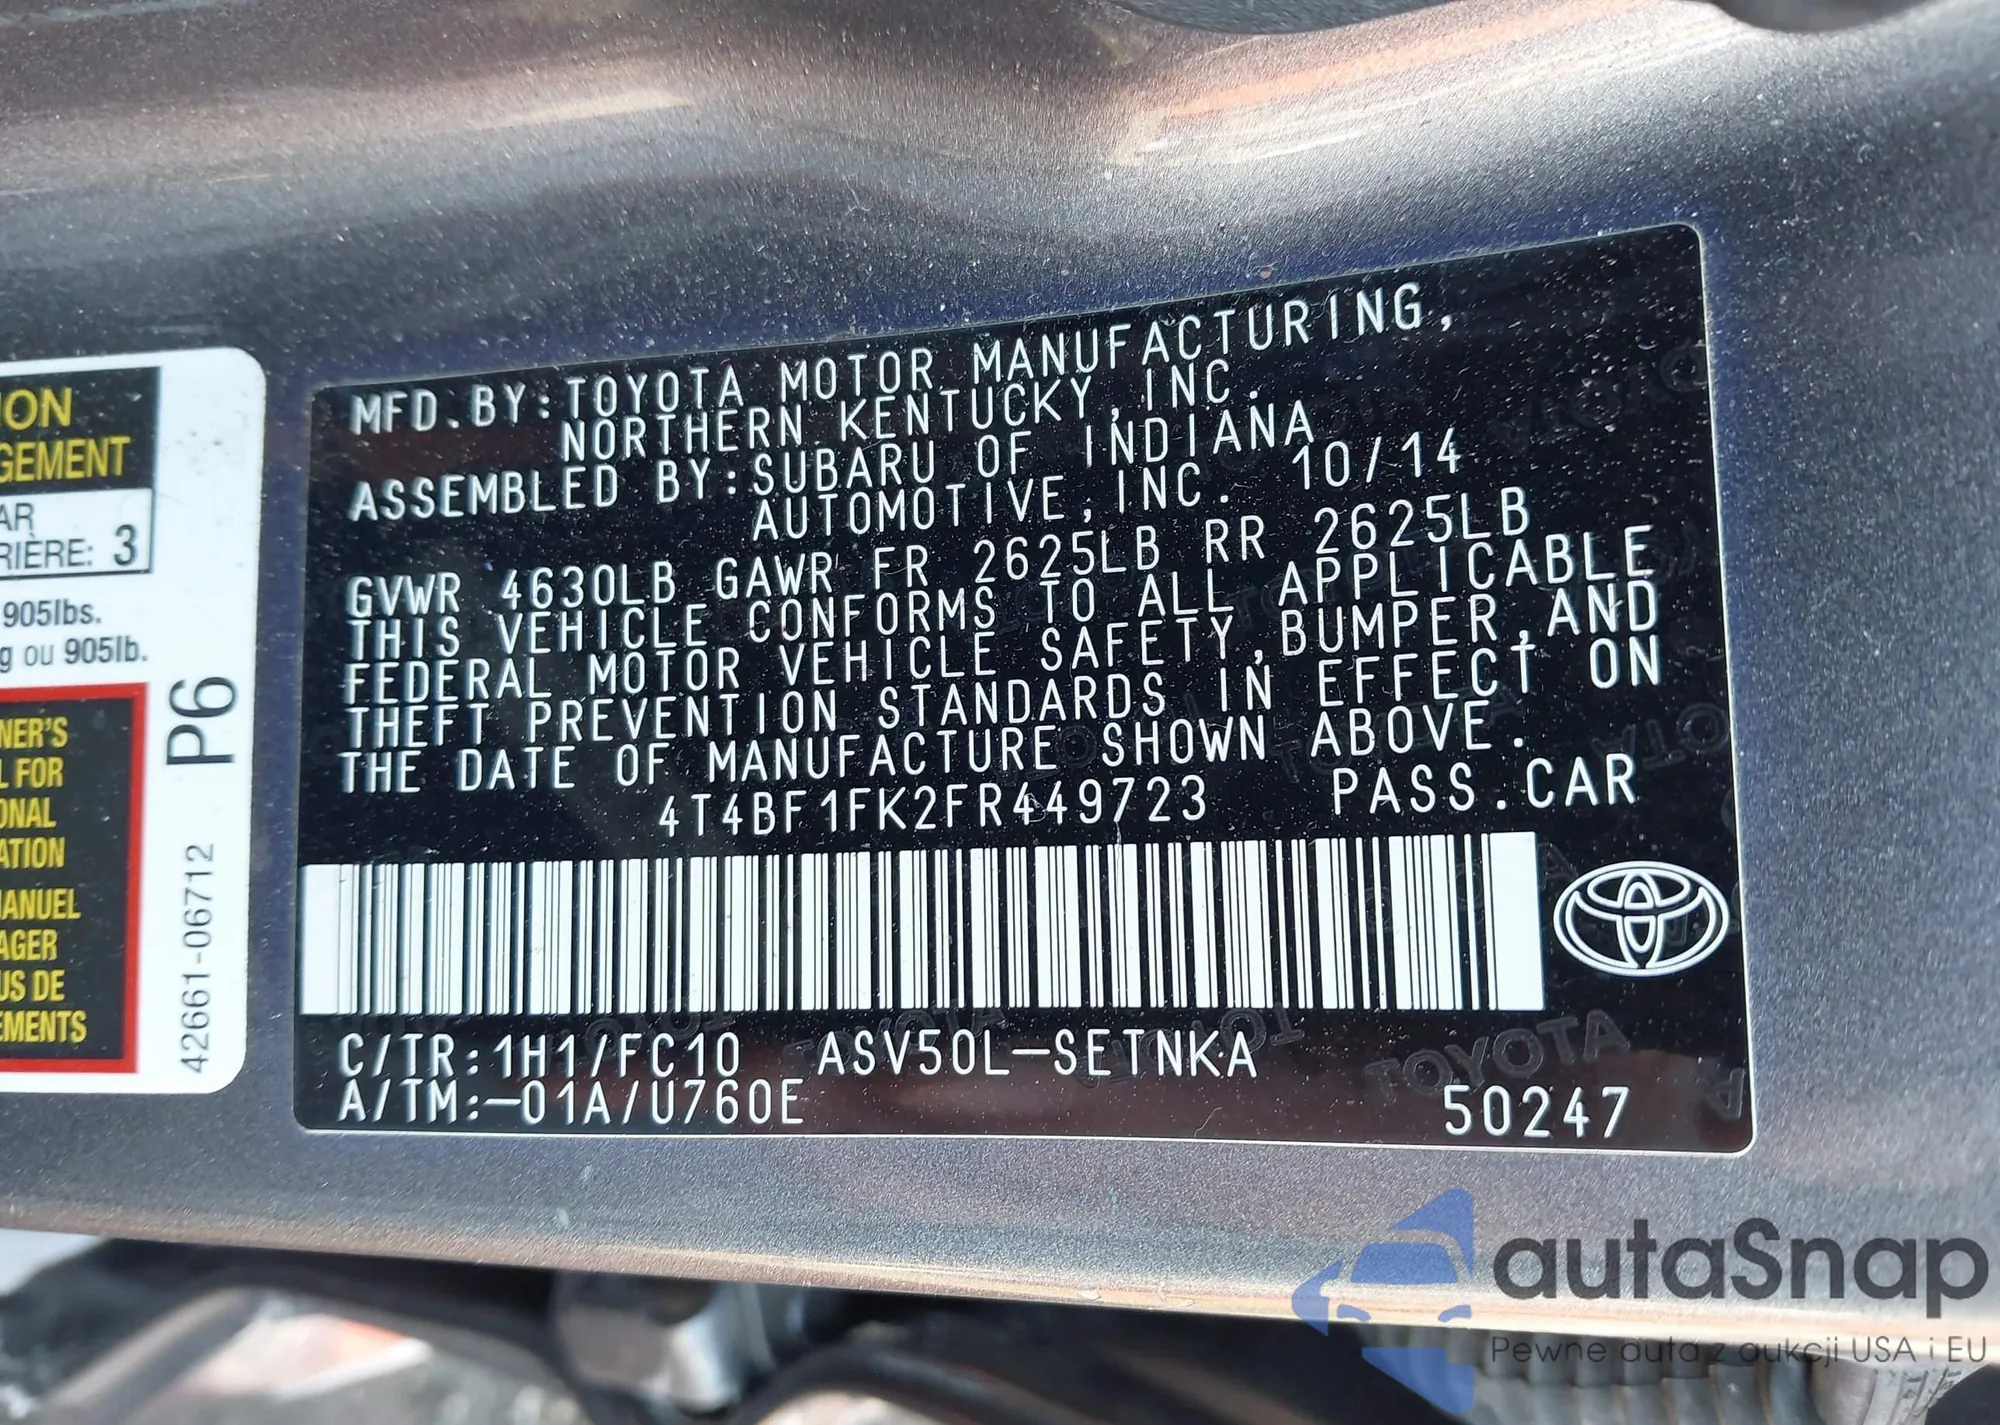 ION
GEMENT
AR
RIÈRE: 3
905lbs.
g ou 905lb.
NER'S
L FOR
ONAL
ATION
MANUEL
AGER
US DE
EMENTS
P6
42661-06712
MFD.BY:TOYOTA MOTOR MANUFACTURING,
NORTHERN KENTUCKY,INC.
ASSEMBLED BY:SUBARU OF INDIANA
AUTOMOTIVE,INC. 10/14
GVWR 4630LB GAWR FR 2625LB RR 2625LB
THIS VEHICLE CONFORMS TO ALL APPLICABLE
FEDERAL MOTOR VEHICLE SAFETY,BUMPER,AND
THEFT PREVENTION STANDARDS IN EFFECT ON
THE DATE OF MANUFACTURE SHOWN ABOVE.
4T4BF1FK2FR449723 PASS.CAR
C/TR:1H1/FC10 ASV50L-SETNKA
A/TM:-01A/U760E
50247
TOYOTA
autaSnap
Pewne auta z aukcji USA i EU